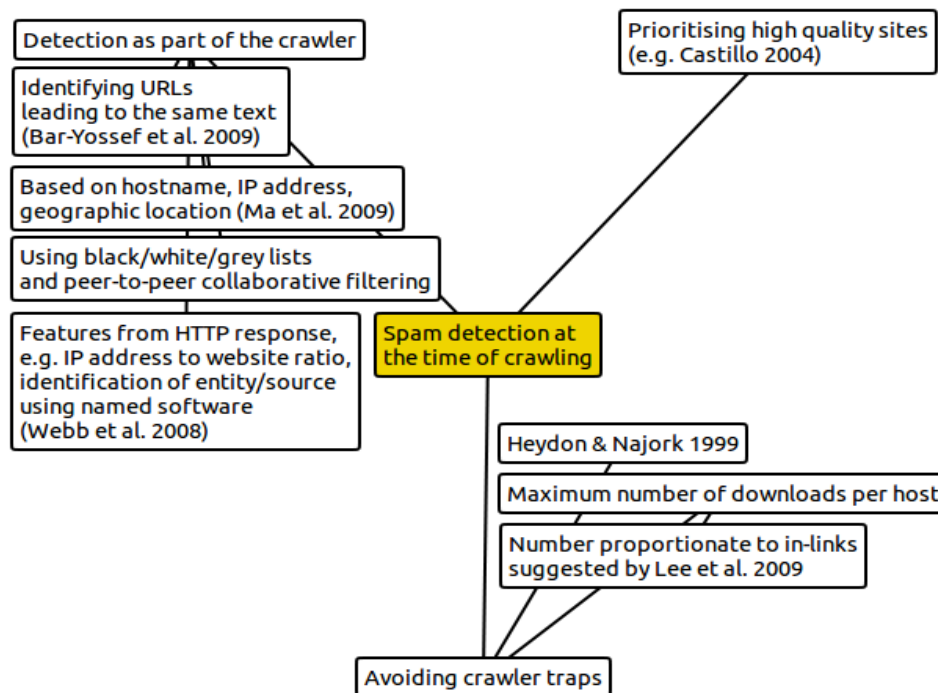 Detection as part of the crawler
Identifying URLs
leading to the same text
(Bar-Yossef et al. 2009)
Based on hostname, IP address,
geographic location (Ma et al. 2009)
Using black/white/grey lists
and peer-to-peer collaborative filtering
Features from HTTP response,
e.g. IP address to website ratio,
identification of entity/source
using named software
(Webb et al. 2008)
Prioritising high quality sites
(e.g. Castillo 2004)
Spam detection at
the time of crawling
Heydon & Najork 1999
Maximum number of downloads per host
Number proportionate to in-links
suggested by Lee et al. 2009
Avoiding crawler traps